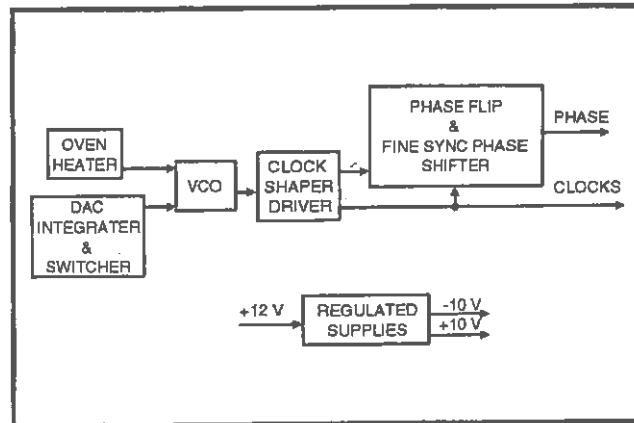 OVEN
HEATER
DAC
INTEGRATER
&
SWITCHER
VCO
CLOCK
SHAPER
DRIVER
PHASE FLIP
&
FINE SYNC PHASE
SHIFTER
PHASE
CLOCKS
+12 V
REGULATED
SUPPLIES
-10 V
+10 V